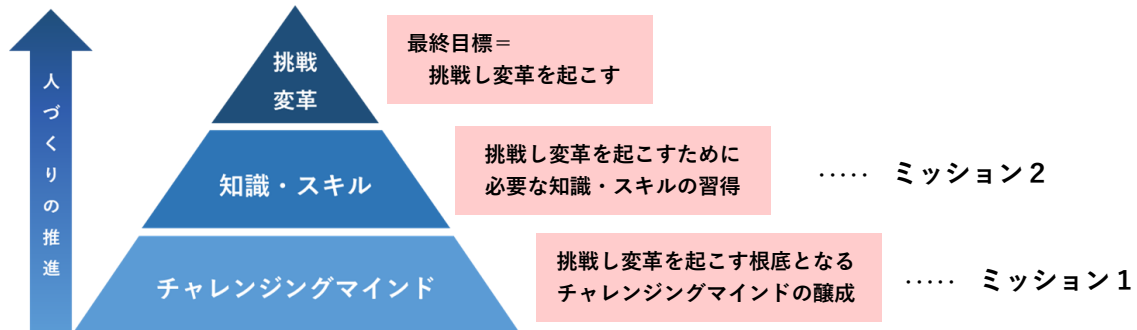 人づくりの推進
挑戦
変革
最終目標＝
挑戦し変革を起こす
知識・スキル
挑戦し変革を起こすために
必要な知識・スキルの習得
‥‥‥ ミッション２
チャレンジングマインド
挑戦し変革を起こす根底となる
チャレンジングマインドの醸成
‥‥‥ ミッション１